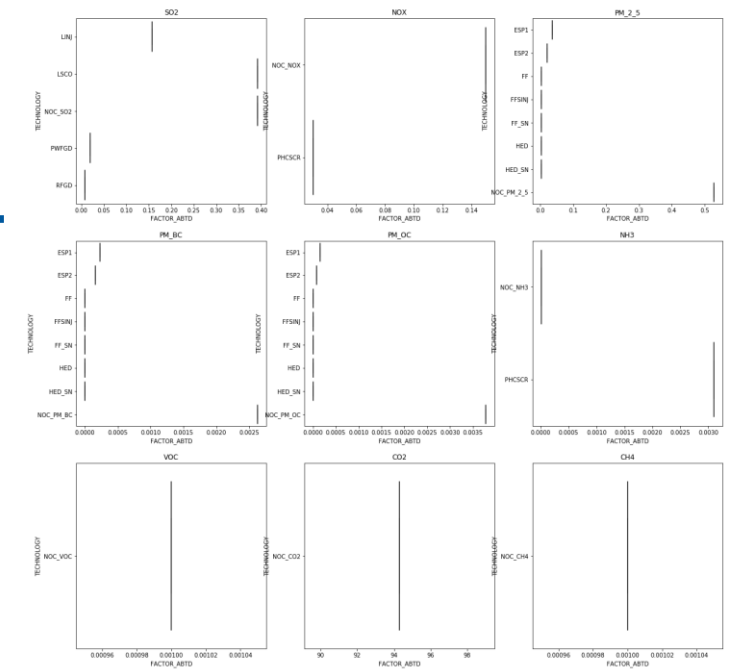 SO2
LINJ
LSCO
NOC_SO2
PWFGD
RFGD
TECHNOLOGY
0.00 0.05 0.10 0.15 0.20 0.25 0.30 0.35 0.40
FACTOR_ABTD
NOX
NOC_NOX
PHCSCR
TECHNOLOGY
0.04 0.06 0.08 0.10 0.12 0.14
FACTOR_ABTD
PM_2_5
ESP1
ESP2
FF
FFSINJ
FF_SN
HED
HED_SN
NOC_PM_2_5
TECHNOLOGY
0.0 0.1 0.2 0.3 0.4 0.5
FACTOR_ABTD
PM_BC
ESP1
ESP2
FF
FFSINJ
FF_SN
HED
HED_SN
NOC_PM_BC
TECHNOLOGY
0.0000 0.0005 0.0010 0.0015 0.0020 0.0025
FACTOR_ABTD
PM_OC
ESP1
ESP2
FF
FFSINJ
FF_SN
HED
HED_SN
NOC_PM_OC
TECHNOLOGY
0.0000 0.0005 0.0010 0.0015 0.0020 0.0025 0.0030 0.0035
FACTOR_ABTD
NH3
NOC_NH3
PHCSCR
TECHNOLOGY
0.0000 0.0005 0.0010 0.0015 0.0020 0.0025 0.0030
FACTOR_ABTD
VOC
NOC_VOC
TECHNOLOGY
0.00096 0.00098 0.00100 0.00102 0.00104
FACTOR_ABTD
CO2
NOC_CO2
TECHNOLOGY
90 92 94 96 98
FACTOR_ABTD
CH4
NOC_CH4
TECHNOLOGY
0.00096 0.00098 0.00100 0.00102 0.00104
FACTOR_ABTD